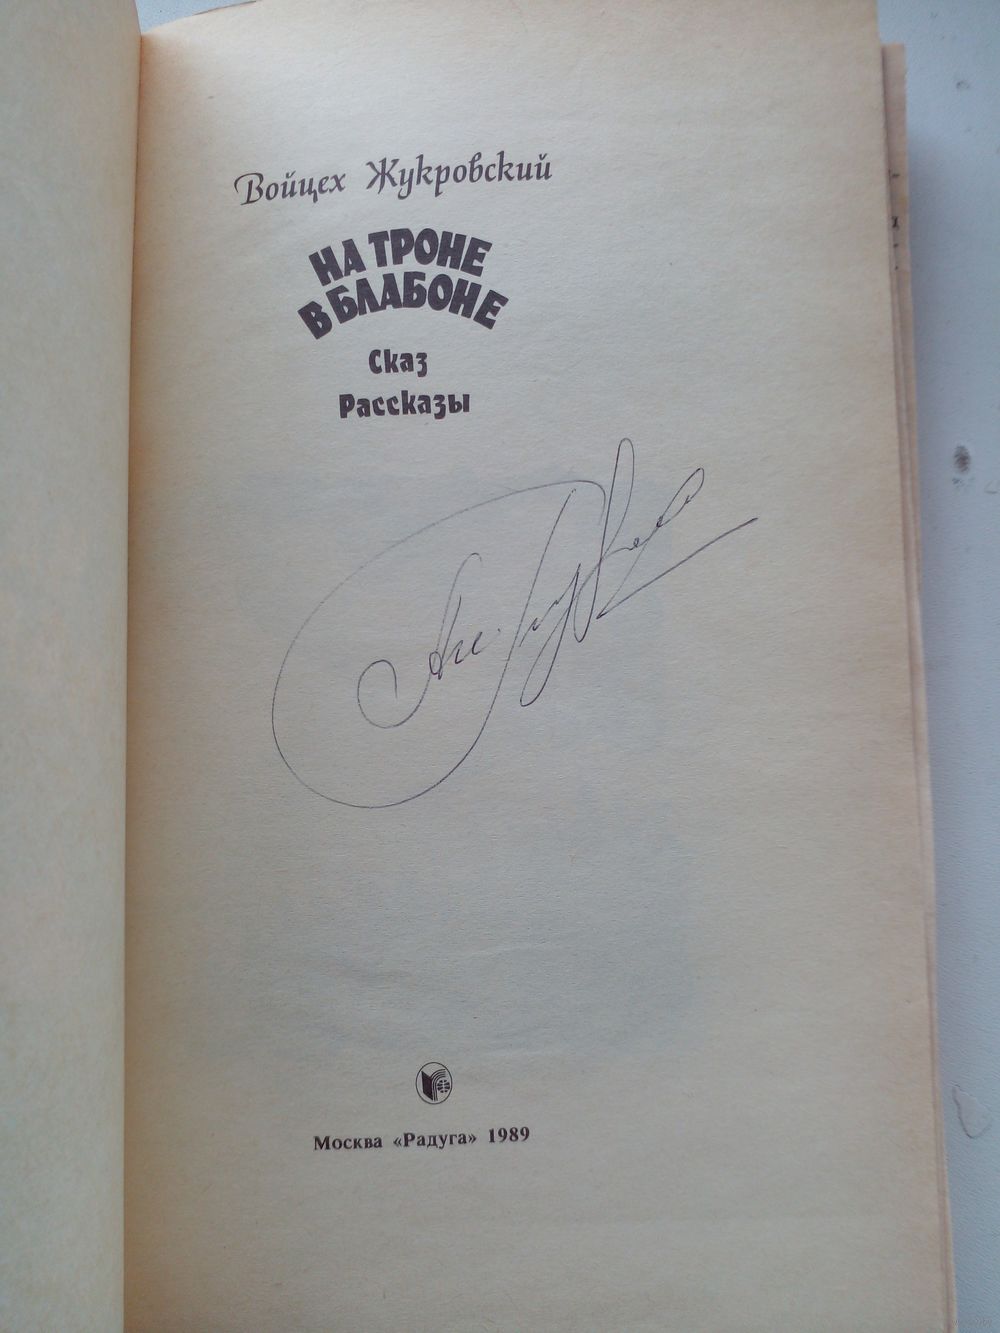 Войцех Жукровский
НА ТРОНЕ
В БЛАБОНЕ
Сказ
Рассказы
Москва «Радуга» 1989